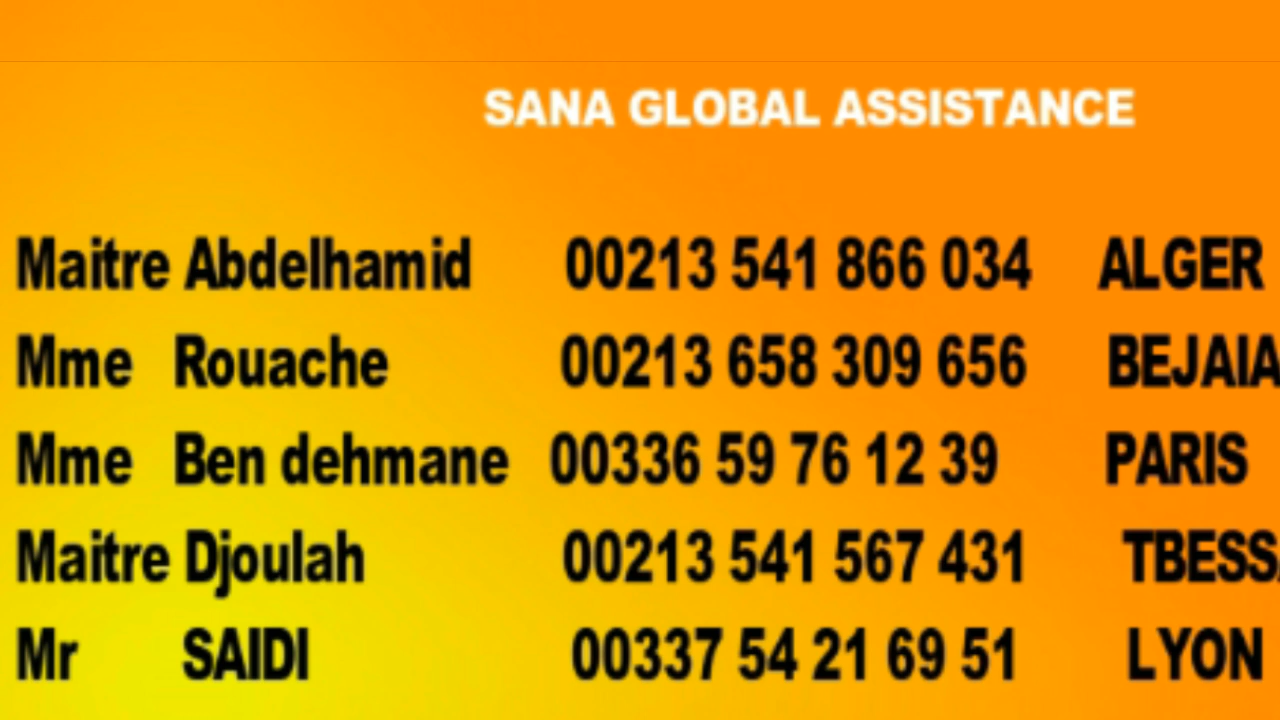 SANA GLOBAL ASSISTANCE
Maitre Abdelhamid 00213 541 866 034 ALGER
Mme Rouache 00213 658 309 656 BEJAIA
Mme Ben dehmane 00336 59 76 12 39 PARIS
Maitre Djoulah 00213 541 567 431 TBESS
Mr SAIDI 00337 54 21 69 51 LYON